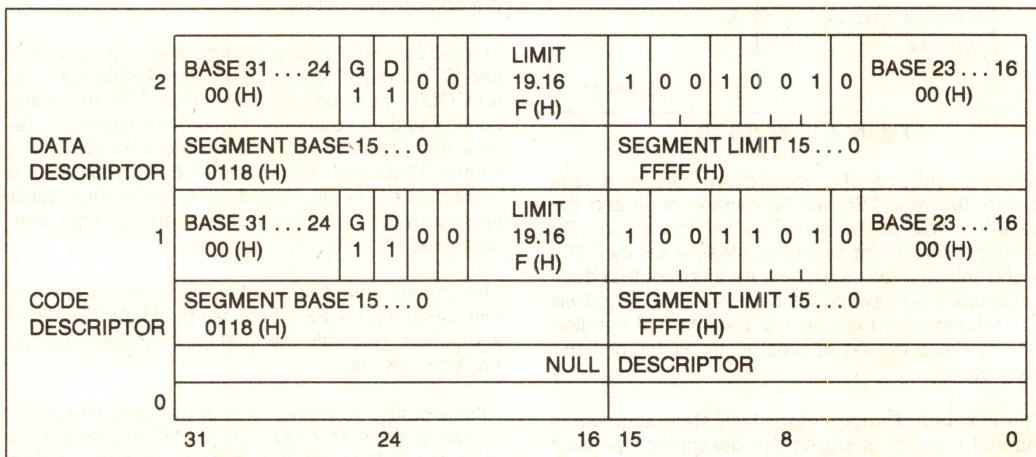 2 BASE 31 . . . 24 00 (H) G 1 D 1 0 0 LIMIT 19.16 F (H) 1 0 0 1 0 0 1 0 BASE 23 . . . 16 00 (H)
DATA DESCRIPTOR SEGMENT BASE 15 . . . 0 0118 (H) SEGMENT LIMIT 15 . . . 0 FFFF (H)
1 BASE 31 . . . 24 00 (H) G 1 D 1 0 0 LIMIT 19.16 F (H) 1 0 0 1 1 0 1 0 BASE 23 . . . 16 00 (H)
CODE DESCRIPTOR SEGMENT BASE 15 . . . 0 0118 (H) SEGMENT LIMIT 15 . . . 0 FFFF (H)
NULL DESCRIPTOR
0
31 24 16 15 8 0